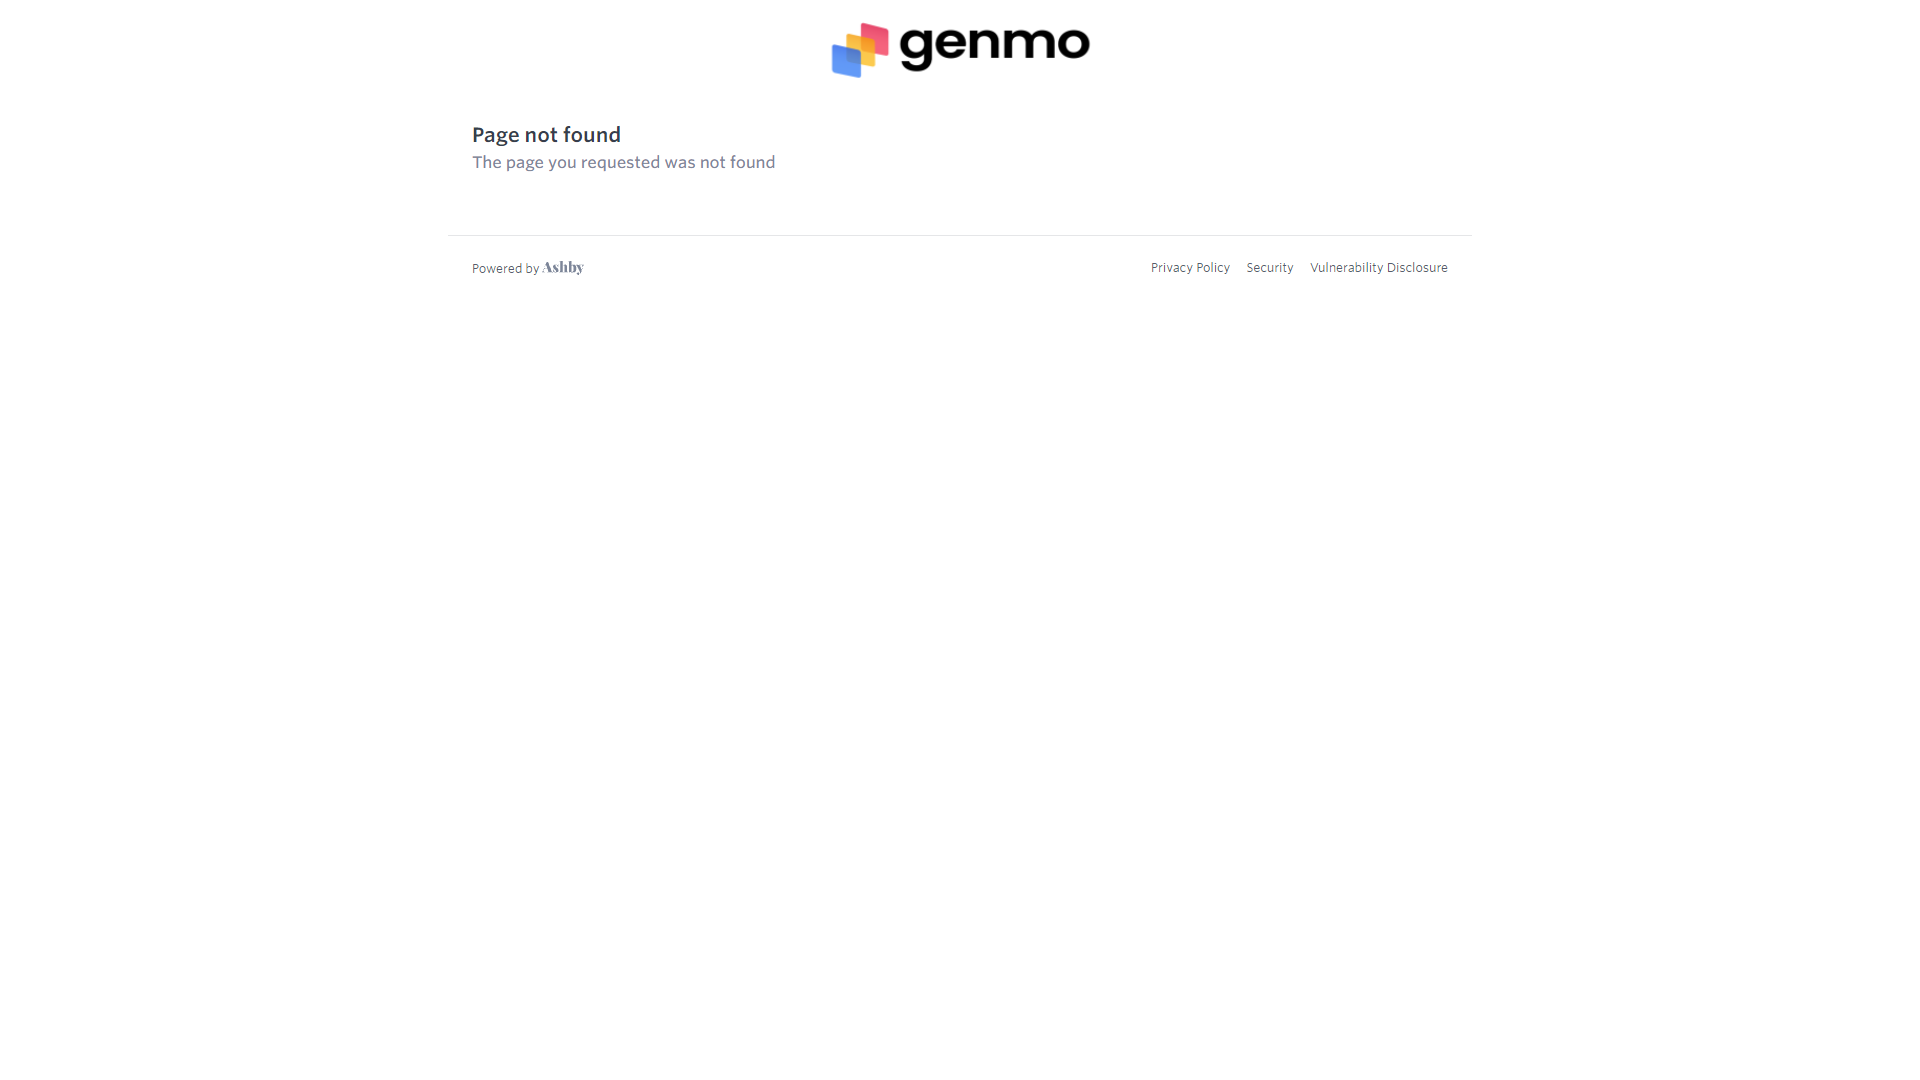 genmo
Page not found
The page you requested was not found
Powered by Ashby
Privacy Policy Security Vulnerability Disclosure